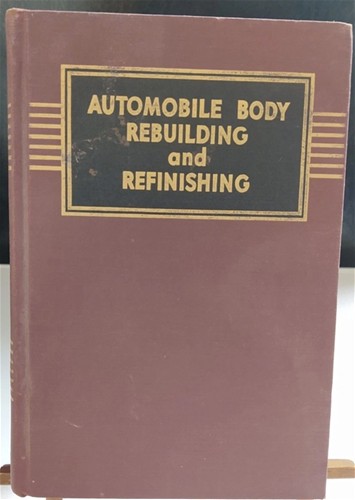 AUTOMOBILE BODY
REBUILDING
and
REFINISHING